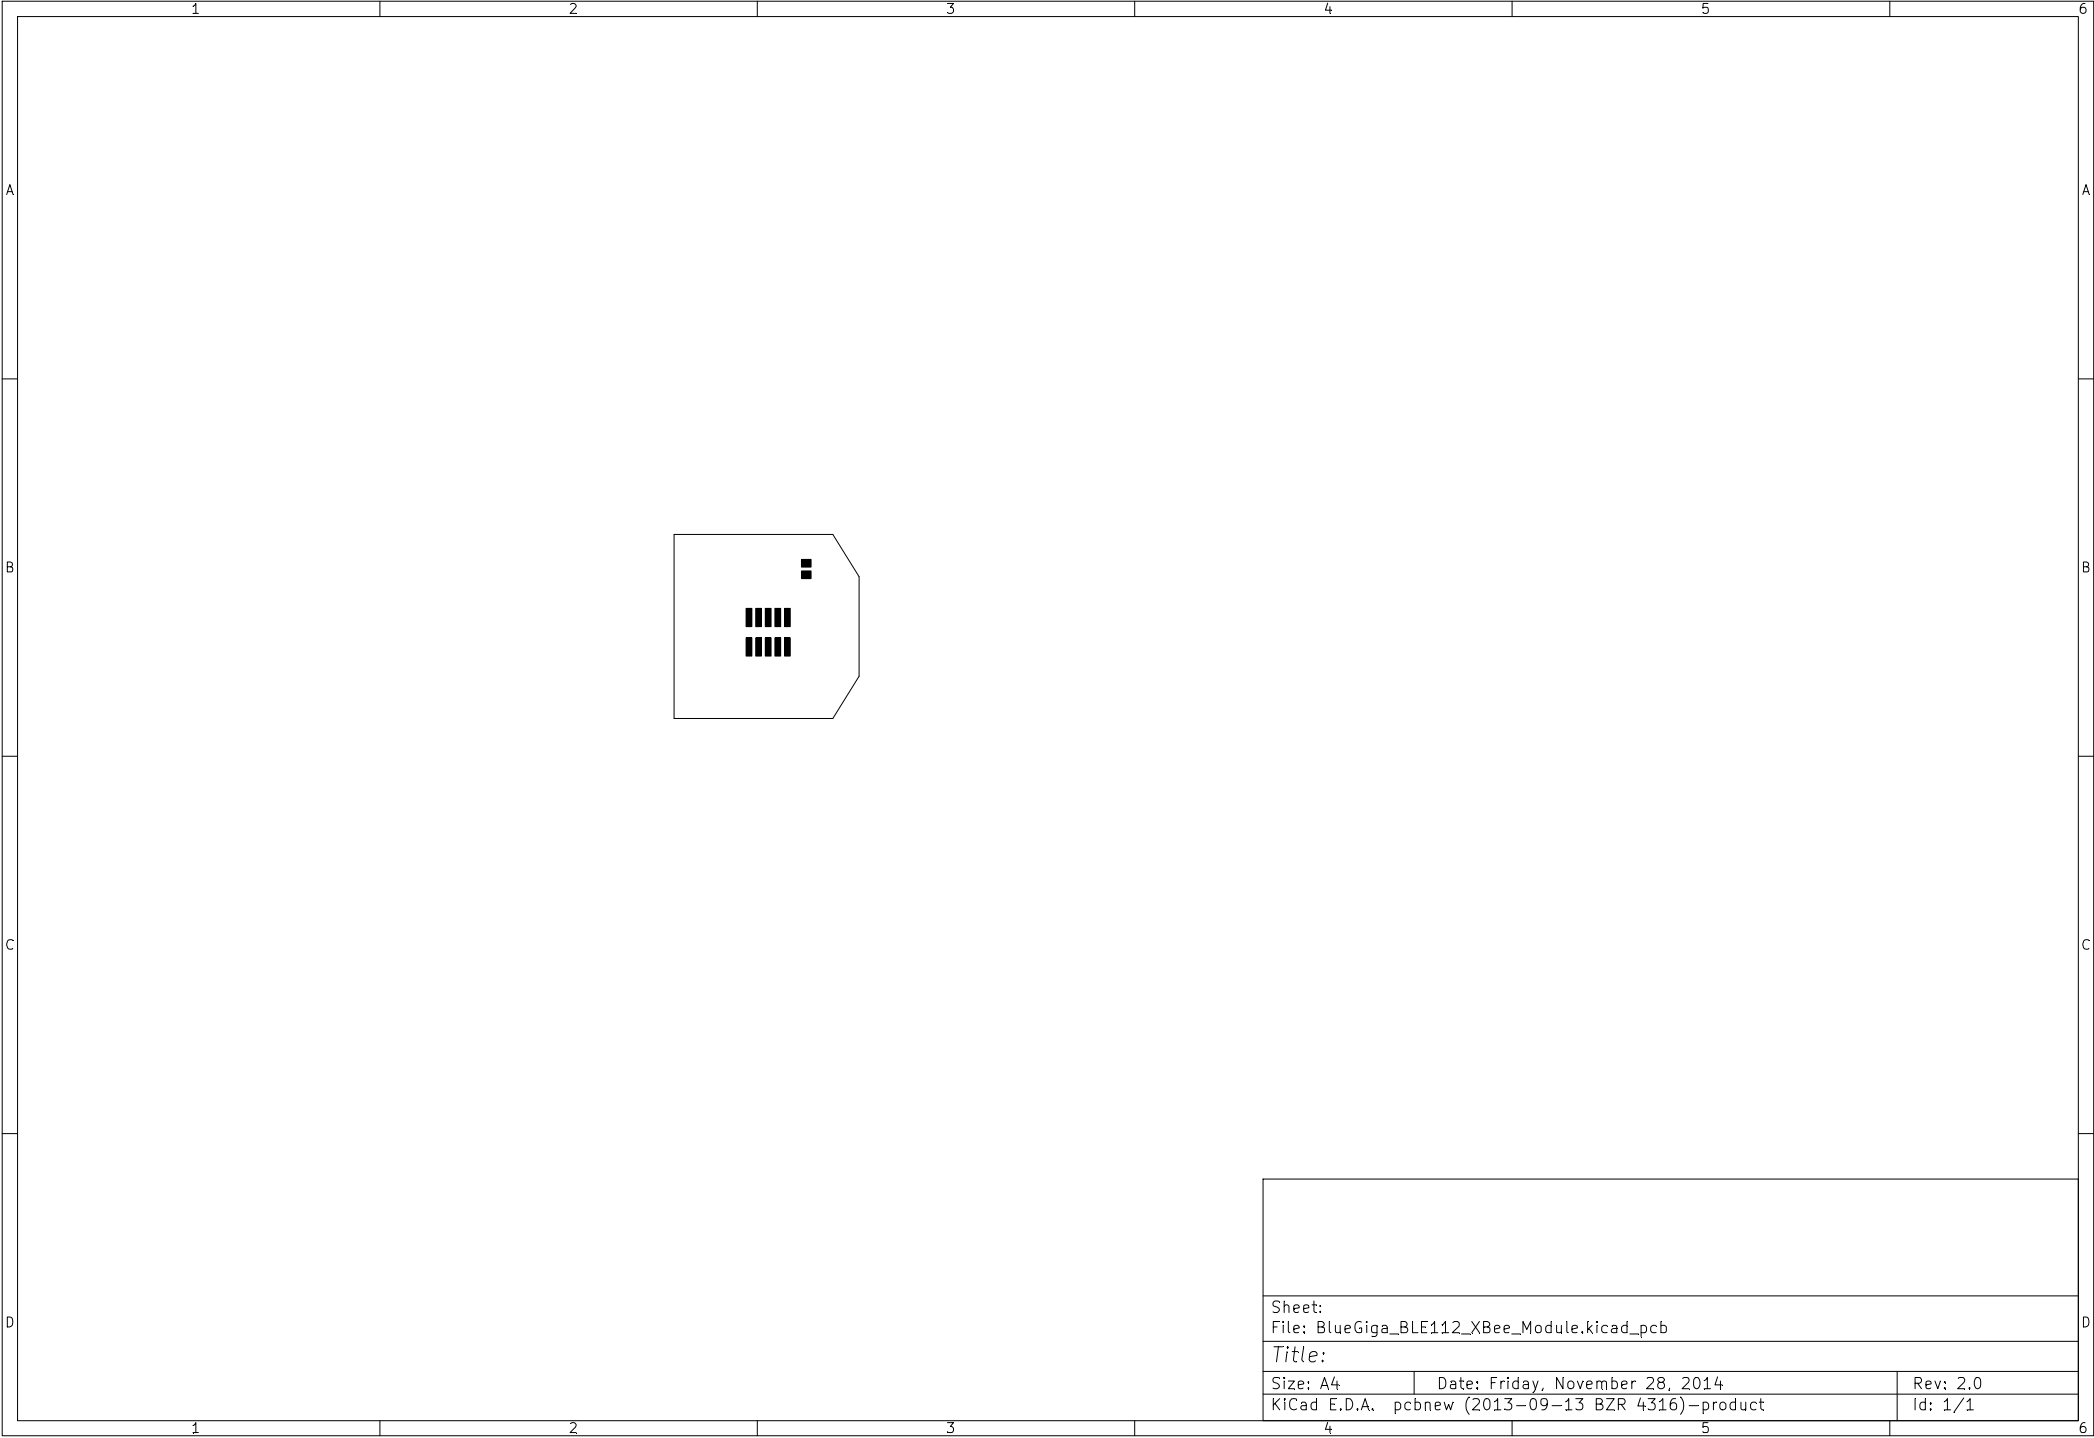 1 2 3 4 5 6
A A
B B
C C
D D
Sheet:
File: BlueGiga_BLE112_XBee_Module.kicad_pcb
Title:
Size: A4 Date: Friday, November 28, 2014 Rev: 2.0
KiCad E.D.A. pcbnew (2013-09-13 BZR 4316)-product Id: 1/1
1 2 3 4 5 6